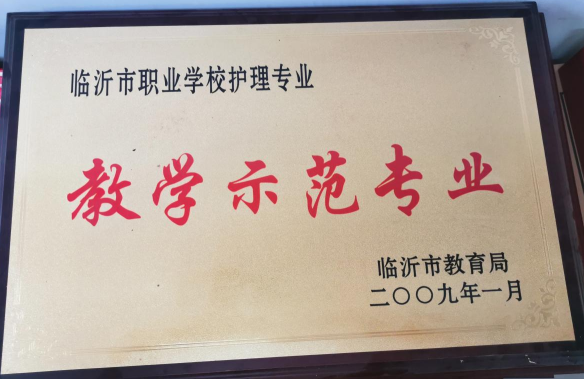 临沂市职业学校护理专业
教学示范专业
临沂市教育局
二〇〇九年一月